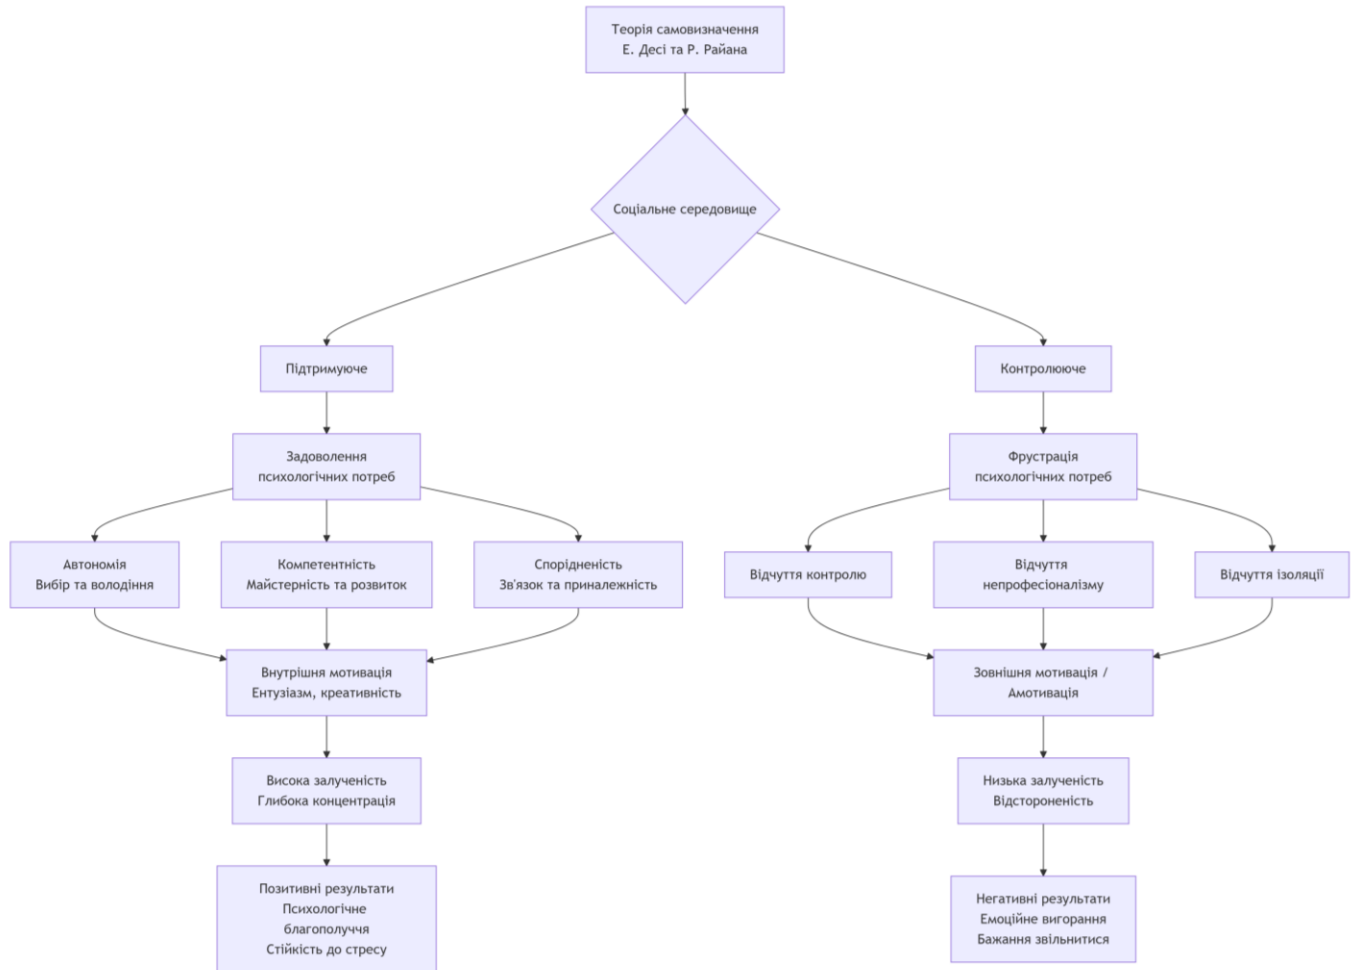 Теорія самовизначення
Е. Десі та Р. Райана
Соціальне середовище
Підтримуюче
Контролююче
Задоволення
психологічних потреб
Фрустрація
психологічних потреб
Автономія
Вибір та володіння
Компетентність
Майстерність та розвиток
Спорідненість
Зв'язок та приналежність
Відчуття контролю
Відчуття
непрофесіоналізму
Відчуття ізоляції
Внутрішня мотивація
Ентузіазм, креативність
Зовнішня мотивація /
Амотивація
Висока залученість
Глибока концентрація
Низька залученість
Відстороненість
Позитивні результати
Психологічне
благополуччя
Стійкість до стресу
Негативні результати
Емоційне вигорання
Бажання звільнитися